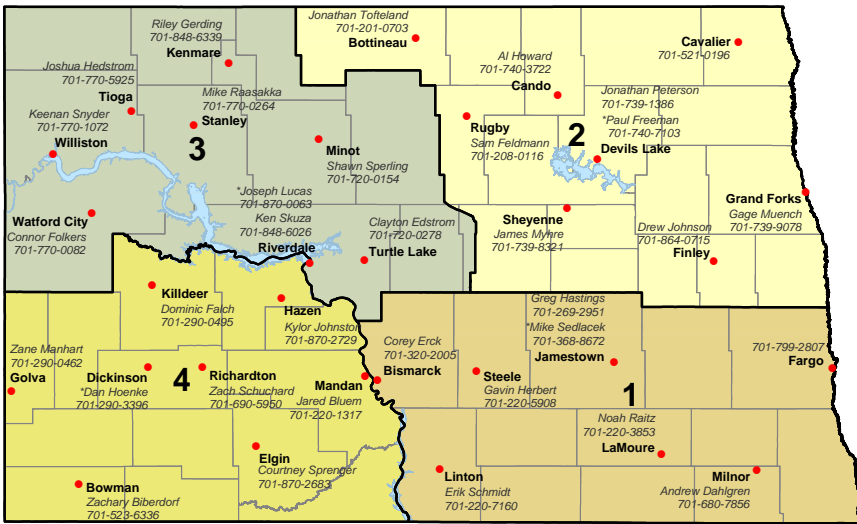 Riley Gerding
701-848-6339
Kenmare
Joshua Hedstrom
701-770-5925
Tioga
Mike Raasakka
701-770-0264
Stanley
Keenan Snyder
701-770-1072
Williston
3
Minot
Shawn Sperling
701-720-0154
*Joseph Lucas
701-870-0063
Ken Skuza
701-848-6026
Riverdale
Watford City
Connor Folkers
701-770-0082
Clayton Edstrom
701-720-0278
Turtle Lake
Jonathan Tofteland
701-201-0703
Bottineau
Cavalier
701-521-0196
Al Howard
701-740-3722
Cando
Jonathan Peterson
701-739-1386
*Paul Freeman
701-740-7103
Devils Lake
2
Rugby
Sam Feldmann
701-208-0116
Sheyenne
James Myhre
701-739-8321
Grand Forks
Gage Muench
701-739-9078
Drew Johnson
701-864-0715
Finley
Killdeer
Dominic Falch
701-290-0495
Hazen
Kylor Johnston
701-870-2729
Zane Manhart
701-290-0462
Golva
Dickinson
*Dan Hoenke
701-290-3396
4
Richardton
Zach Schuchard
701-690-5950
Mandan
Jared Bluem
701-220-1317
Elgin
Courtney Sprenger
701-870-2683
Bowman
Zachary Biberdorf
701-523-6336
Corey Erck
701-320-2005
Bismarck
Greg Hastings
701-269-2951
*Mike Sedlacek
701-368-8672
Jamestown
Steele
Gavin Herbert
701-220-5908
1
701-799-2807
Fargo
Noah Raitz
701-220-3853
LaMoure
Linton
Erik Schmidt
701-220-7160
Milnor
Andrew Dahlgren
701-680-7856